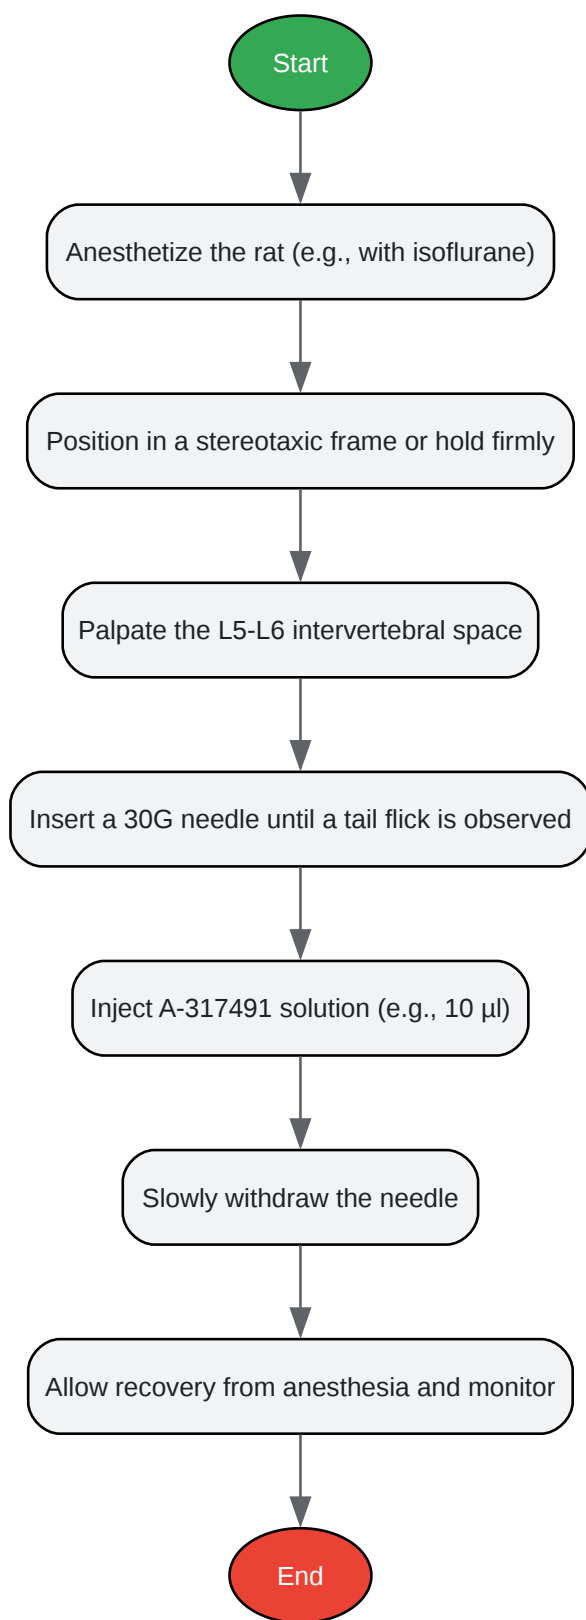 Start
Anesthetize the rat (e.g., with isoflurane)
Position in a stereotaxic frame or hold firmly
Palpate the L5-L6 intervertebral space
Insert a 30G needle until a tail flick is observed
Inject A-317491 solution (e.g., 10 µl)
Slowly withdraw the needle
Allow recovery from anesthesia and monitor
End